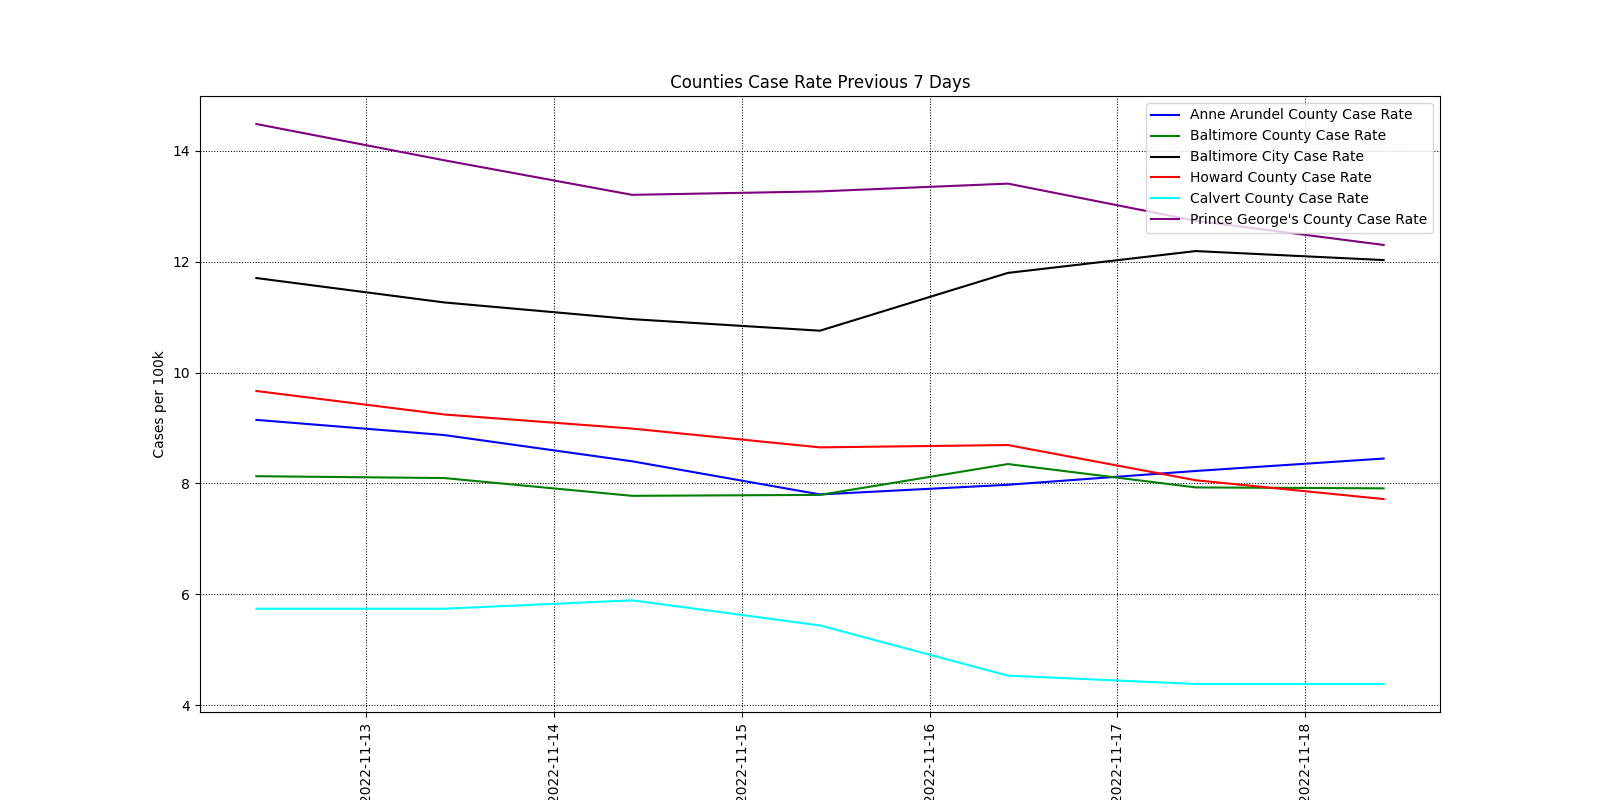 Counties Case Rate Previous 7 Days
Anne Arundel County Case Rate
Baltimore County Case Rate
Baltimore City Case Rate
Howard County Case Rate
Calvert County Case Rate
Prince George's County Case Rate
Cases per 100k
14
12
10
8
6
4
2022-11-13
2022-11-14
2022-11-15
2022-11-16
2022-11-17
2022-11-18